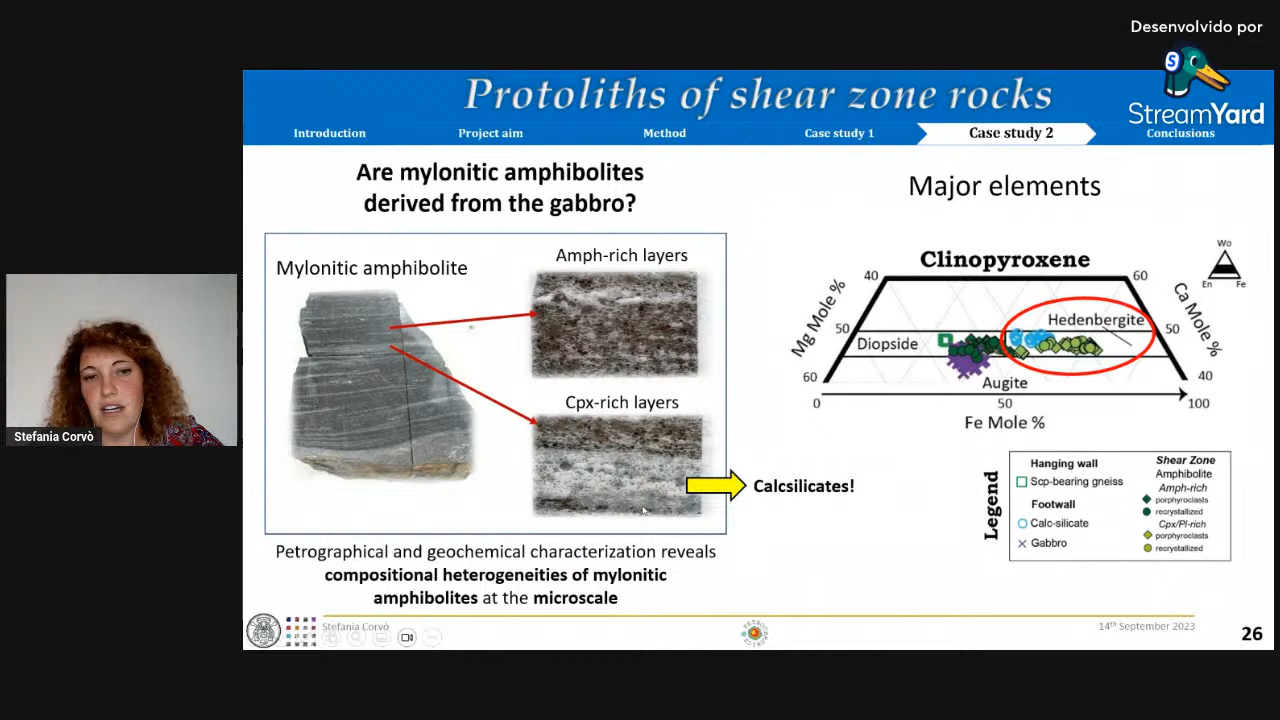 Desenvolvido por
StreamYard
Protoliths of shear zone rocks
Introduction
Project aim
Method
Case study 1
Case study 2
Conclusions
Are mylonitic amphibolites
derived from the gabbro?
Mylonitic amphibolite
Amph-rich layers
Cpx-rich layers
Calcsilicates!
Petrographical and geochemical characterization reveals
compositional heterogeneities of mylonitic
amphibolites at the microscale
Major elements
Clinopyroxene
Wo
En Fe
40
60
Mg Mole %
Ca Mole %
50
Hedenbergite
50
Diopside
60
Augite
40
0
50
100
Fe Mole %
Legend
Hanging wall
Scp-bearing gneiss
Footwall
Calc-silicate
Gabbro
Shear Zone
Amphibolite
Amph-rich
porphyroclasts
recrystallized
Cpx/Pl-rich
porphyroclasts
recrystallized
Stefania Corvò
Stefania Corvò
14th September 2023
26